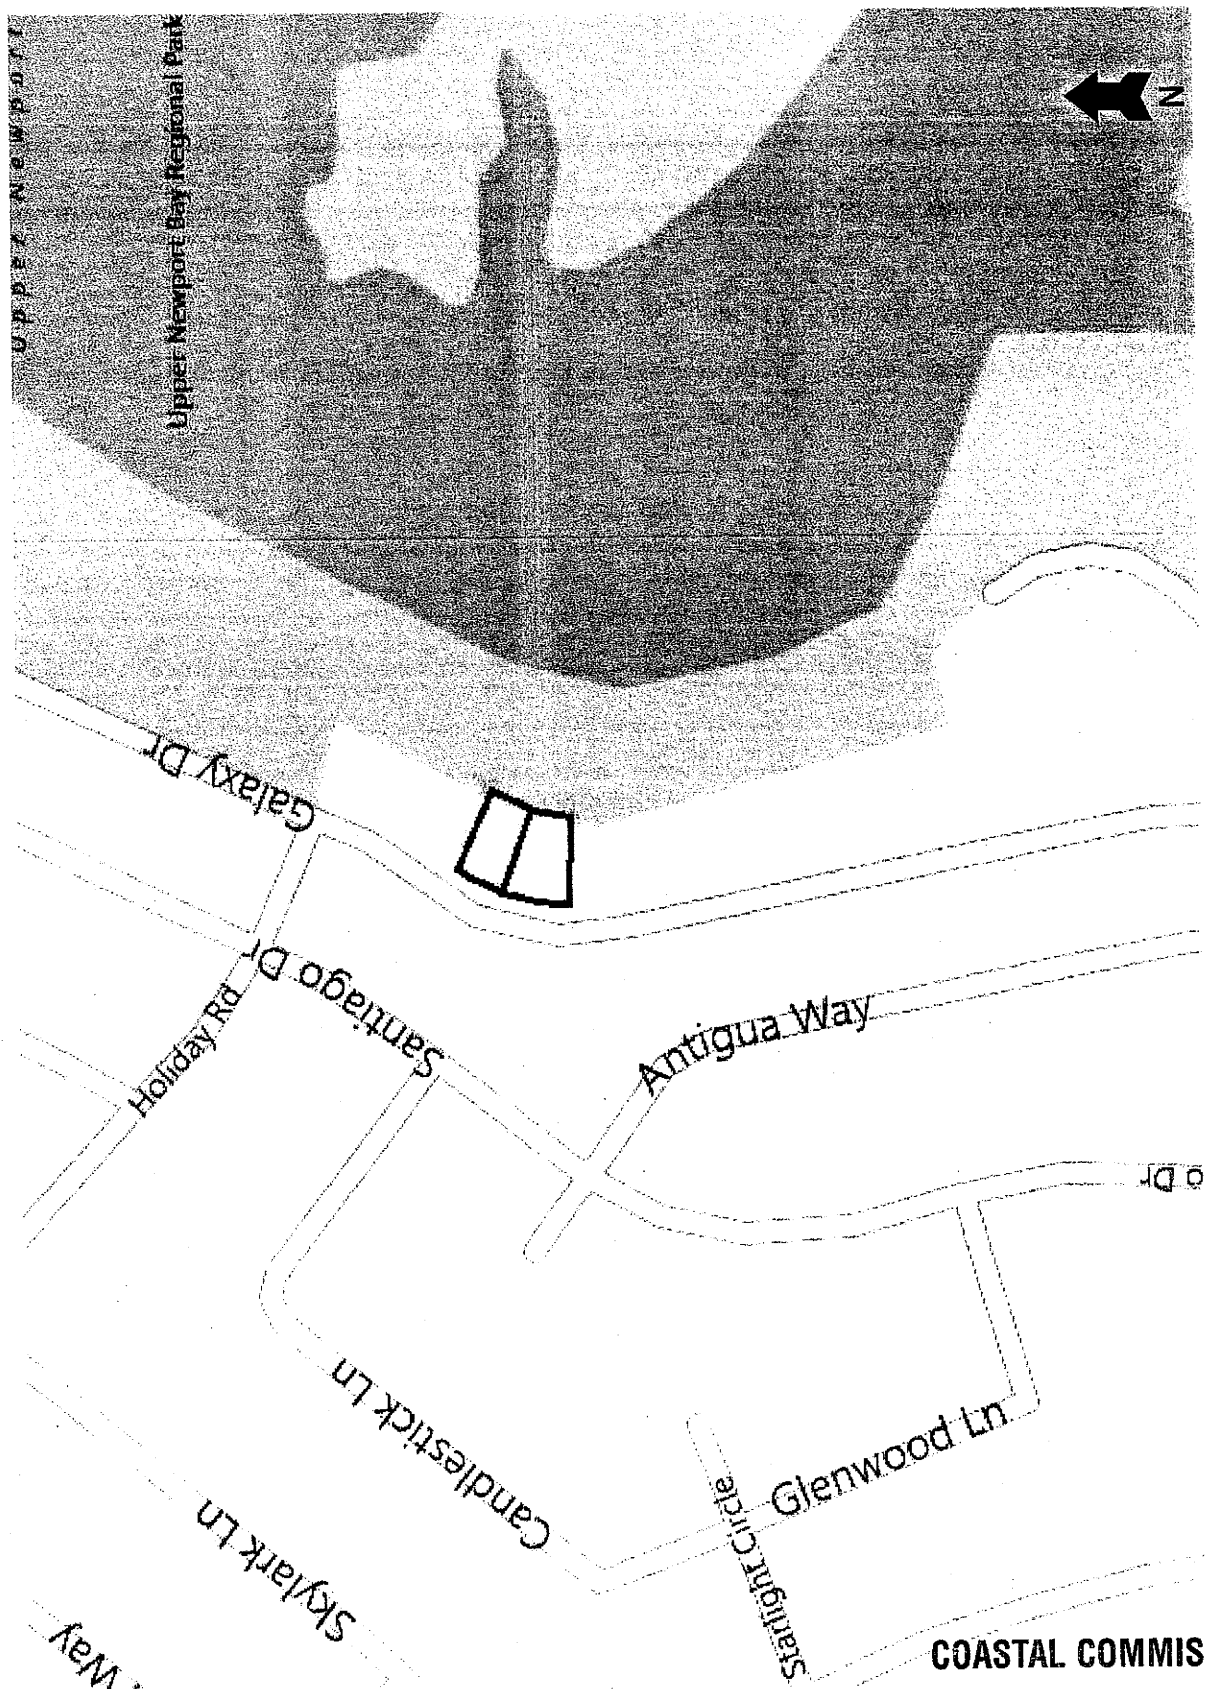 Upper Newport
Upper Newport Bay Regional Park
N
Galaxy Dr
Santiago Dr
Holiday Rd
Antigua Way
o Dr
Candlestick Ln
Glenwood Ln
Starlight Circle
Skylark Ln
Way
COASTAL COMMIS